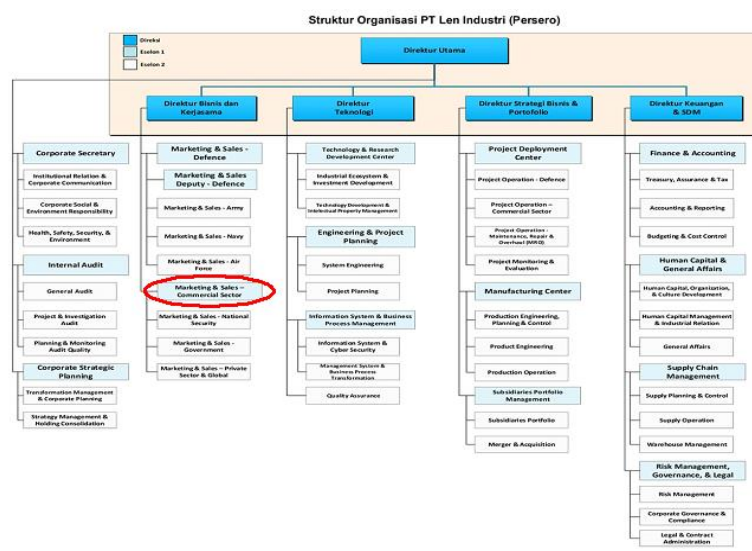 Struktur Organisasi PT Len Industri (Persero)
Direksi
Eselon 1
Eselon 2
Direktur Utama
Direktur Bisnis dan
Kerjasama
Direktur
Teknologi
Direktur Strategi Bisnis &
Portofolio
Direktur Keuangan
& SDM
Corporate Secretary
Institutional Relation &
Corporate Communication
Corporate Social &
Environment Responsibility
Health, Safety, Security, &
Environment
Internal Audit
General Audit
Project & Investigation
Audit
Planning & Monitoring
Audit Quality
Corporate Strategic
Planning
Transformation Management
& Corporate Planning
Strategy Management &
Holding Consolidation
Marketing & Sales -
Defence
Marketing & Sales
Deputy - Defence
Marketing & Sales - Army
Marketing & Sales - Navy
Marketing & Sales - Air
Force
Marketing & Sales –
Commercial Sector
Marketing & Sales - National
Security
Marketing & Sales -
Government
Marketing & Sales – Private
Sector & Global
Technology & Research
Development Center
Industrial Ecosystem &
Investment Development
Technology Development &
Intelectual Property Management
Engineering & Project
Planning
System Engineering
Project Planning
Information System & Business
Process Management
Information System &
Cyber Security
Management System &
Business Process
Transformation
Quality Assurance
Project Deployment
Center
Project Operation - Defence
Project Operation –
Commercial Sector
Project Operation -
Maintenance, Repair &
Overhaul (MRO)
Project Monitoring &
Evaluation
Manufacturing Center
Production Engineering,
Planning & Control
Product Engineering
Production Operation
Subsidiaries Portfolio
Management
Subsidiaries Portfolio
Merger & Acquisition
Finance & Accounting
Treasury, Assurance & Tax
Accounting & Reporting
Budgeting & Cost Control
Human Capital &
General Affairs
Human Capital, Organization,
& Culture Development
Human Capital Management
& Industrial Relation
General Affairs
Supply Chain
Management
Supply Planning & Control
Supply Operation
Warehouse Management
Risk Management,
Governance, & Legal
Risk Management
Corporate Governance &
Compliance
Legal & Contract
Administration